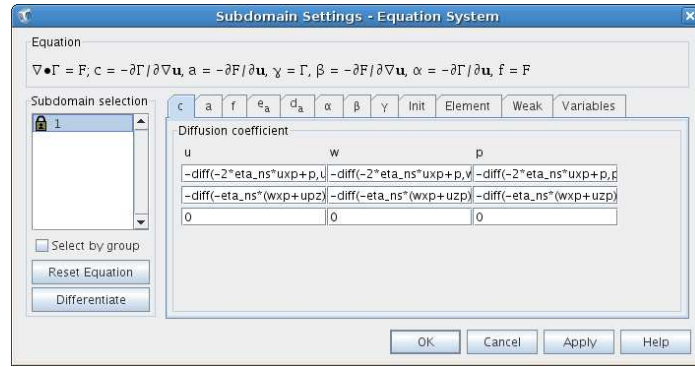 Subdomain Settings - Equation System
Equation
∇•Γ = F; c = -∂Γ/∂∇u, a = -∂F/∂u, γ = Γ, β = -∂F/∂∇u, α = -∂Γ/∂u, f = F
Subdomain selection
1
Select by group
Reset Equation
Differentiate
c a f ea da α β γ Init Element Weak Variables
Diffusion coefficient
u w p
-diff(-2*eta_ns*uxp+p,u -diff(-2*eta_ns*uxp+p,w -diff(-2*eta_ns*uxp+p,p
-diff(-eta_ns*(wxp+upz) -diff(-eta_ns*(wxp+uzp) -diff(-eta_ns*(wxp+uzp)
0 0 0
OK Cancel Apply Help